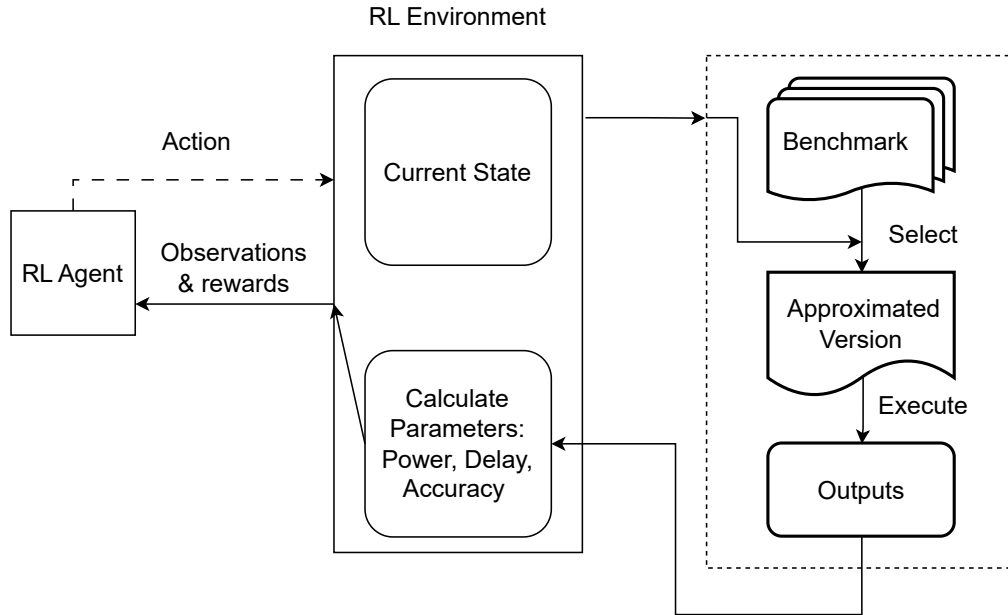 RL Environment
Action
Current State
RL Agent
Observations
& rewards
Calculate
Parameters:
Power, Delay,
Accuracy
Benchmark
Select
Approximated
Version
Execute
Outputs